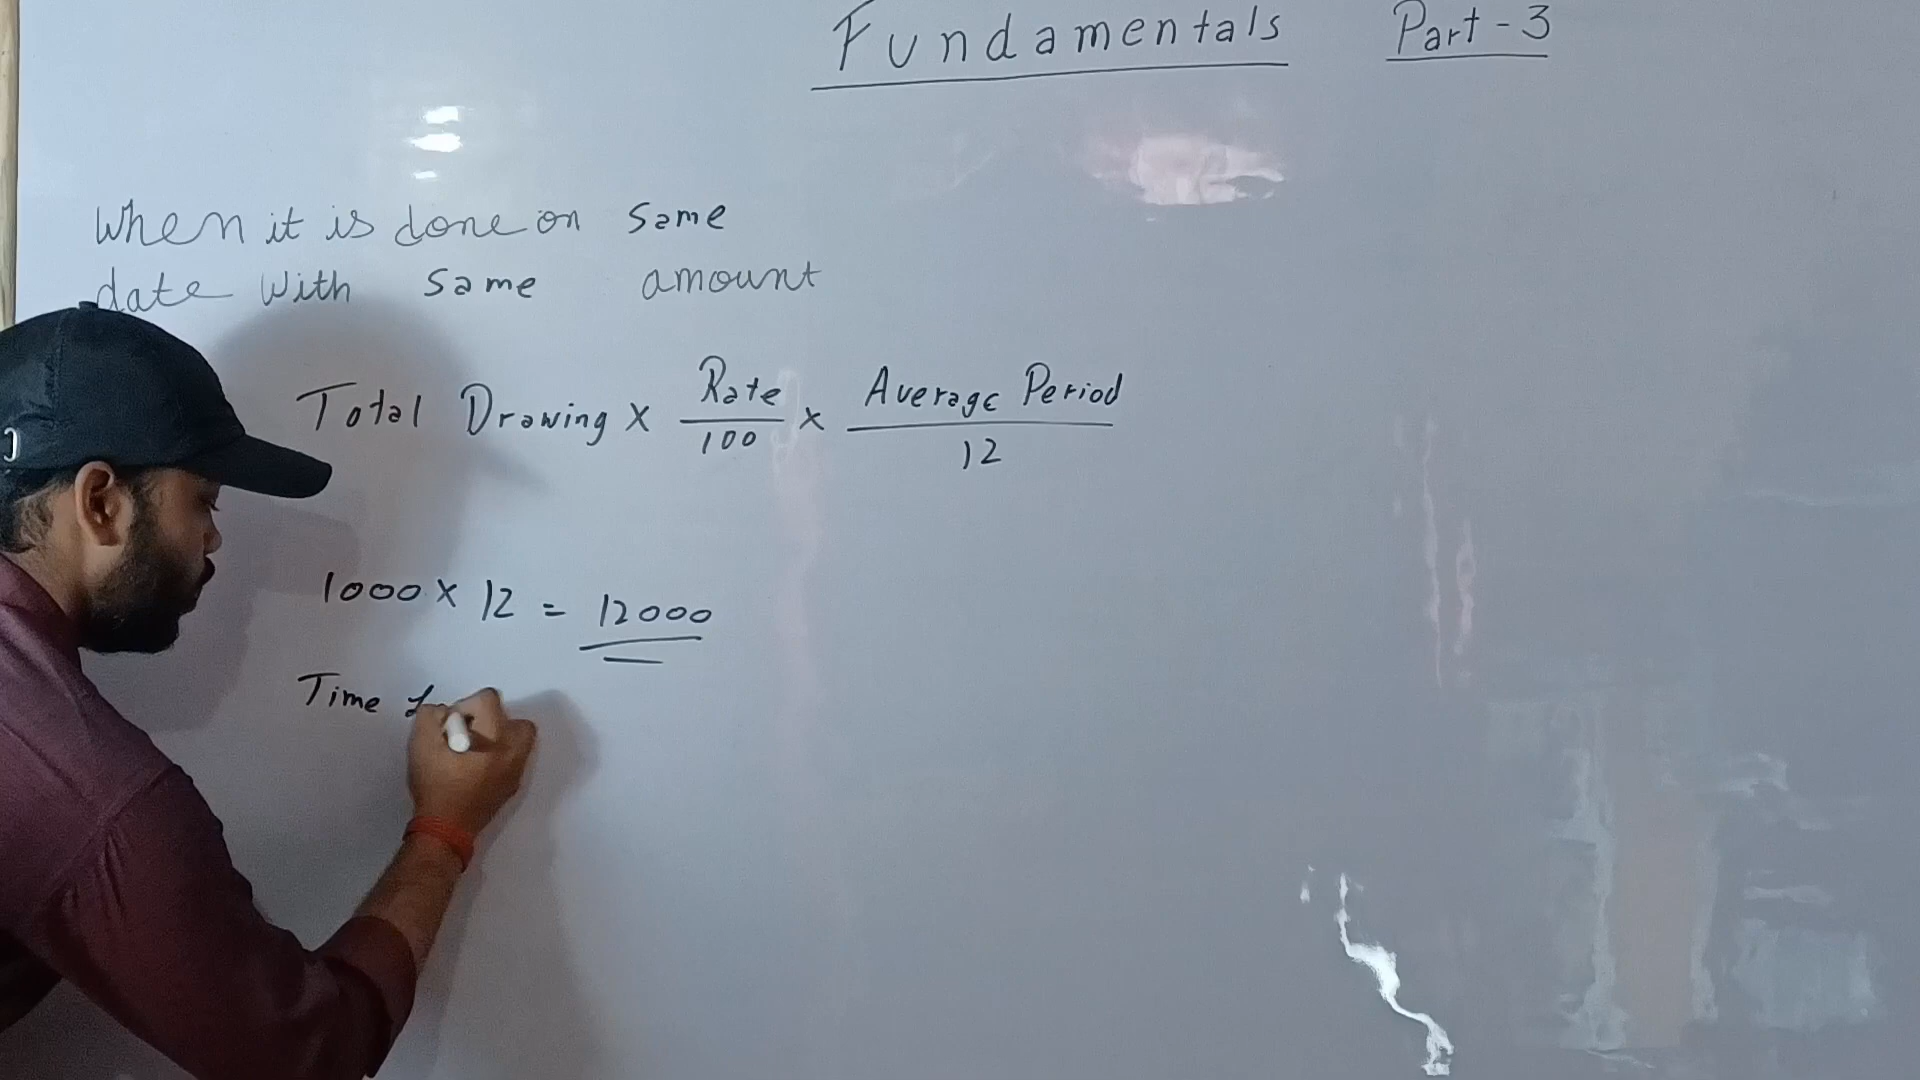 Fundamentals Part-3
When it is done on same
date with same amount
Total Drawing × Rate/100 × Average Period/12
1000 × 12 = 12000
Time